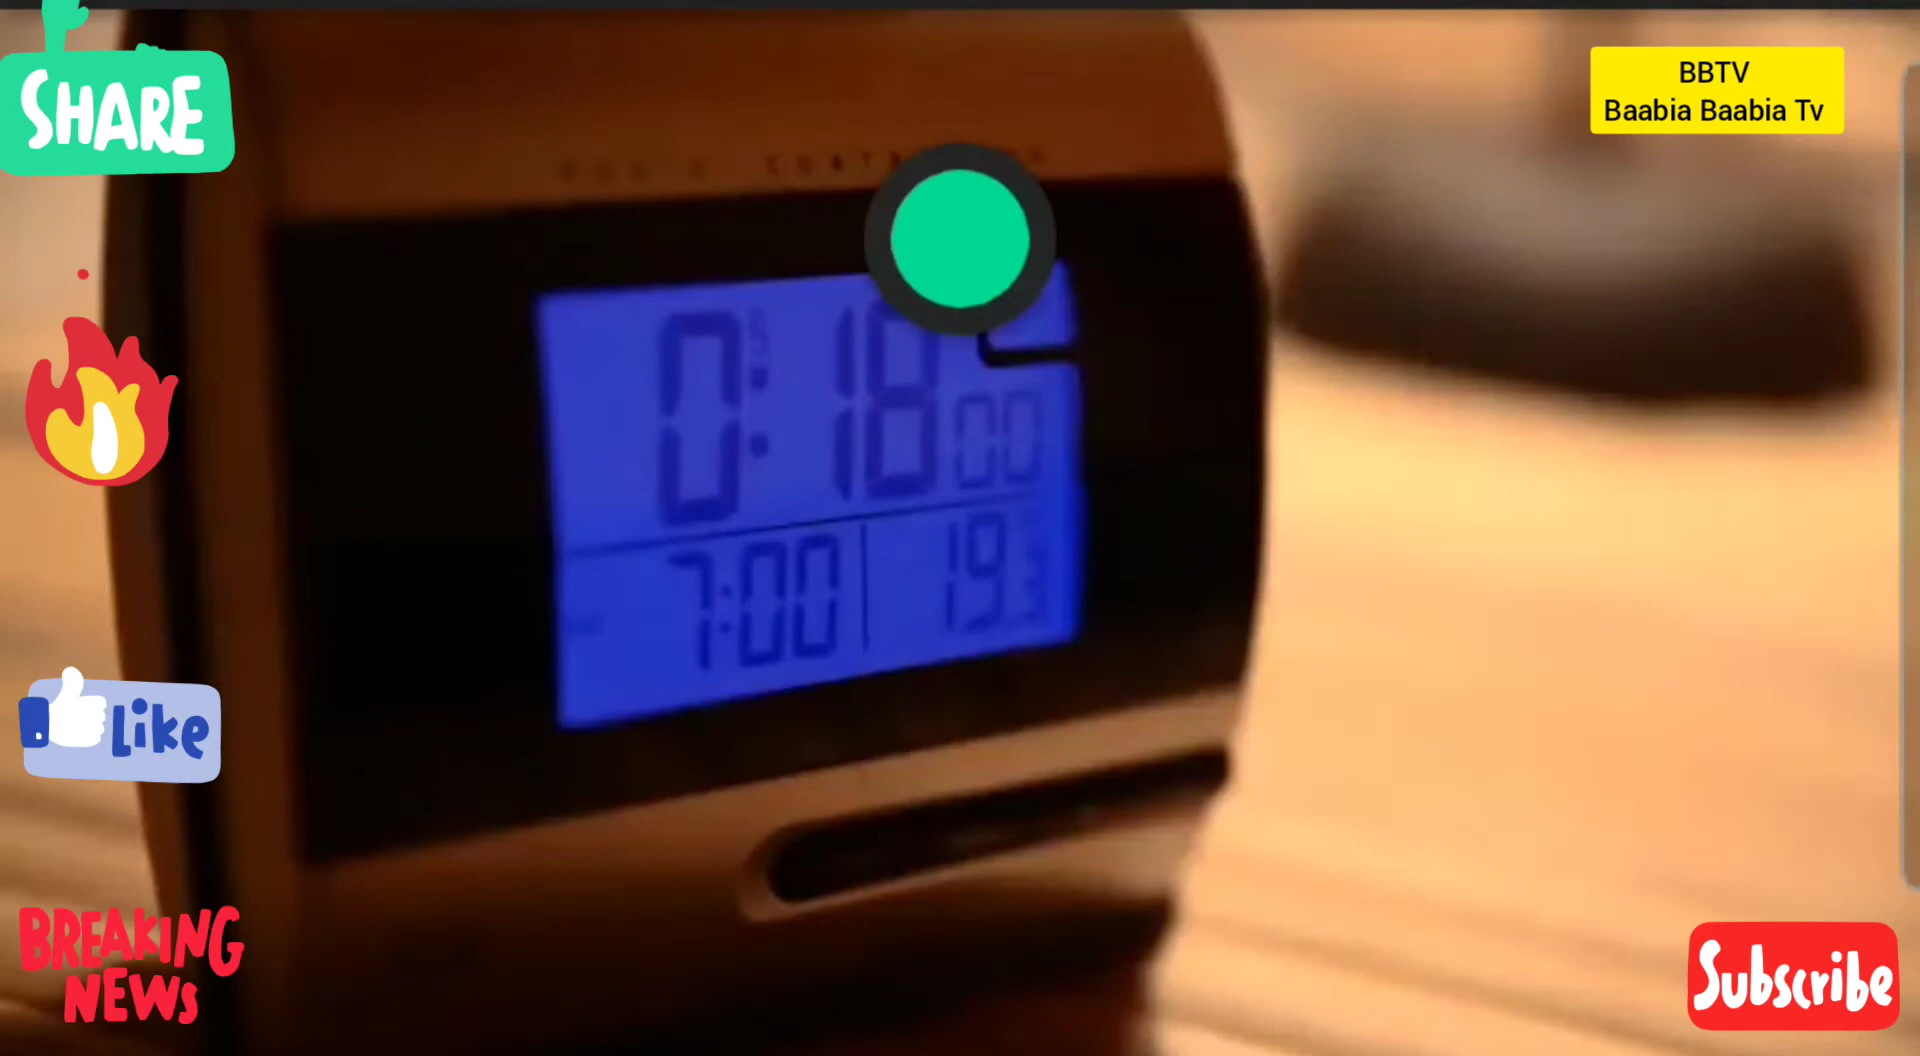 SHARE
BBTV
Baabia Baabia Tv
0:18 00
7:00
19
Like
BREAKING
NEWS
Subscribe